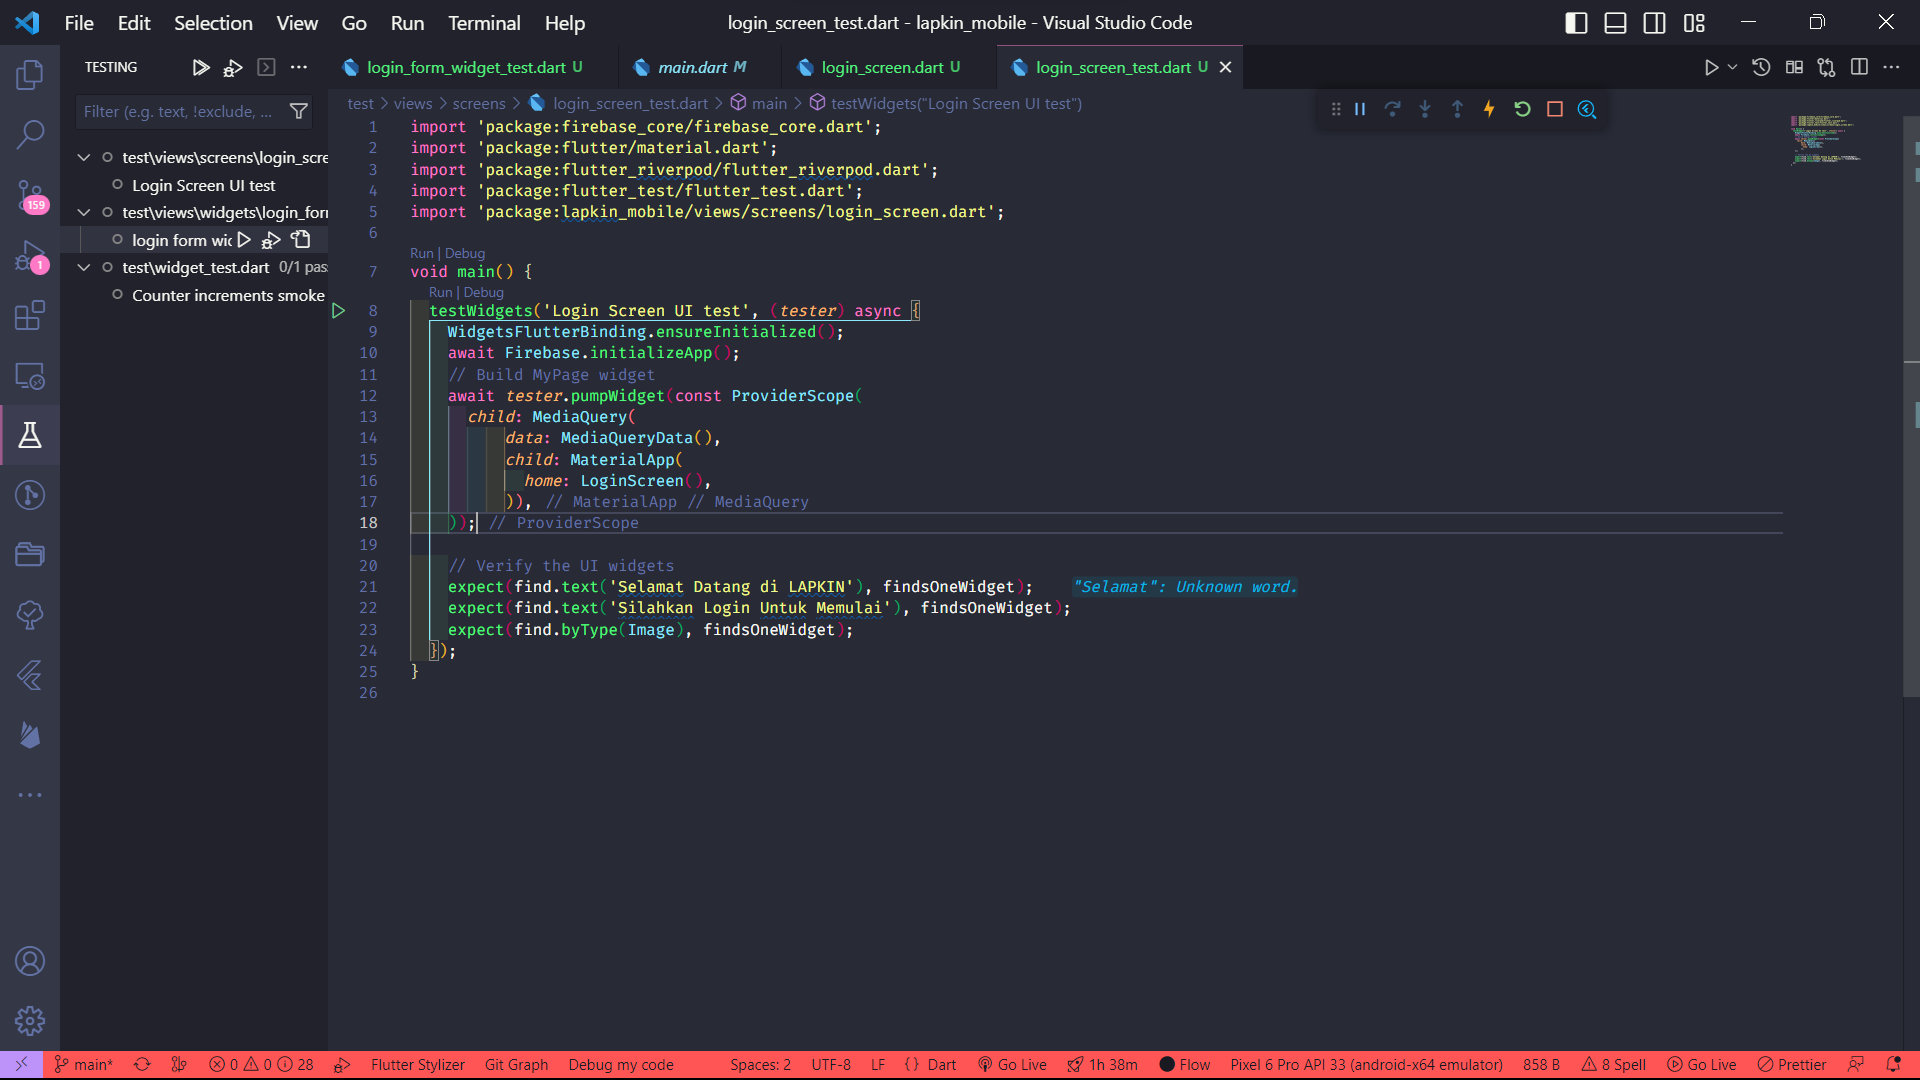 File Edit Selection View Go Run Terminal Help
login_screen_test.dart - lapkin_mobile - Visual Studio Code
TESTING
login_form_widget_test.dart U
main.dart M
login_screen.dart U
login_screen_test.dart U
Filter (e.g. text, !exclude, ...
test > views > screens > login_screen_test.dart > main > testWidgets("Login Screen UI test")
test\views\screens\login_scre
Login Screen UI test
test\views\widgets\login_for
login form wic
test\widget_test.dart 0/1 pas
Counter increments smoke
159
1
1 import 'package:firebase_core/firebase_core.dart';
2 import 'package:flutter/material.dart';
3 import 'package:flutter_riverpod/flutter_riverpod.dart';
4 import 'package:flutter_test/flutter_test.dart';
5 import 'package:lapkin_mobile/views/screens/login_screen.dart';
6
Run | Debug
7 void main() {
Run | Debug
8 testWidgets('Login Screen UI test', (tester) async {
9 WidgetsFlutterBinding.ensureInitialized();
10 await Firebase.initializeApp();
11 // Build MyPage widget
12 await tester.pumpWidget(const ProviderScope(
13 child: MediaQuery(
14 data: MediaQueryData(),
15 child: MaterialApp(
16 home: LoginScreen(),
17 )), // MaterialApp // MediaQuery
18 )); // ProviderScope
19
20 // Verify the UI widgets
21 expect(find.text('Selamat Datang di LAPKIN'), findsOneWidget); "Selamat": Unknown word.
22 expect(find.text('Silahkan Login Untuk Memulai'), findsOneWidget);
23 expect(find.byType(Image), findsOneWidget);
24 });
25 }
26
main* 0 0 28 Flutter Stylizer Git Graph Debug my code Spaces: 2 UTF-8 LF {} Dart Go Live 1h 38m Flow Pixel 6 Pro API 33 (android-x64 emulator) 858 B 8 Spell Go Live Prettier